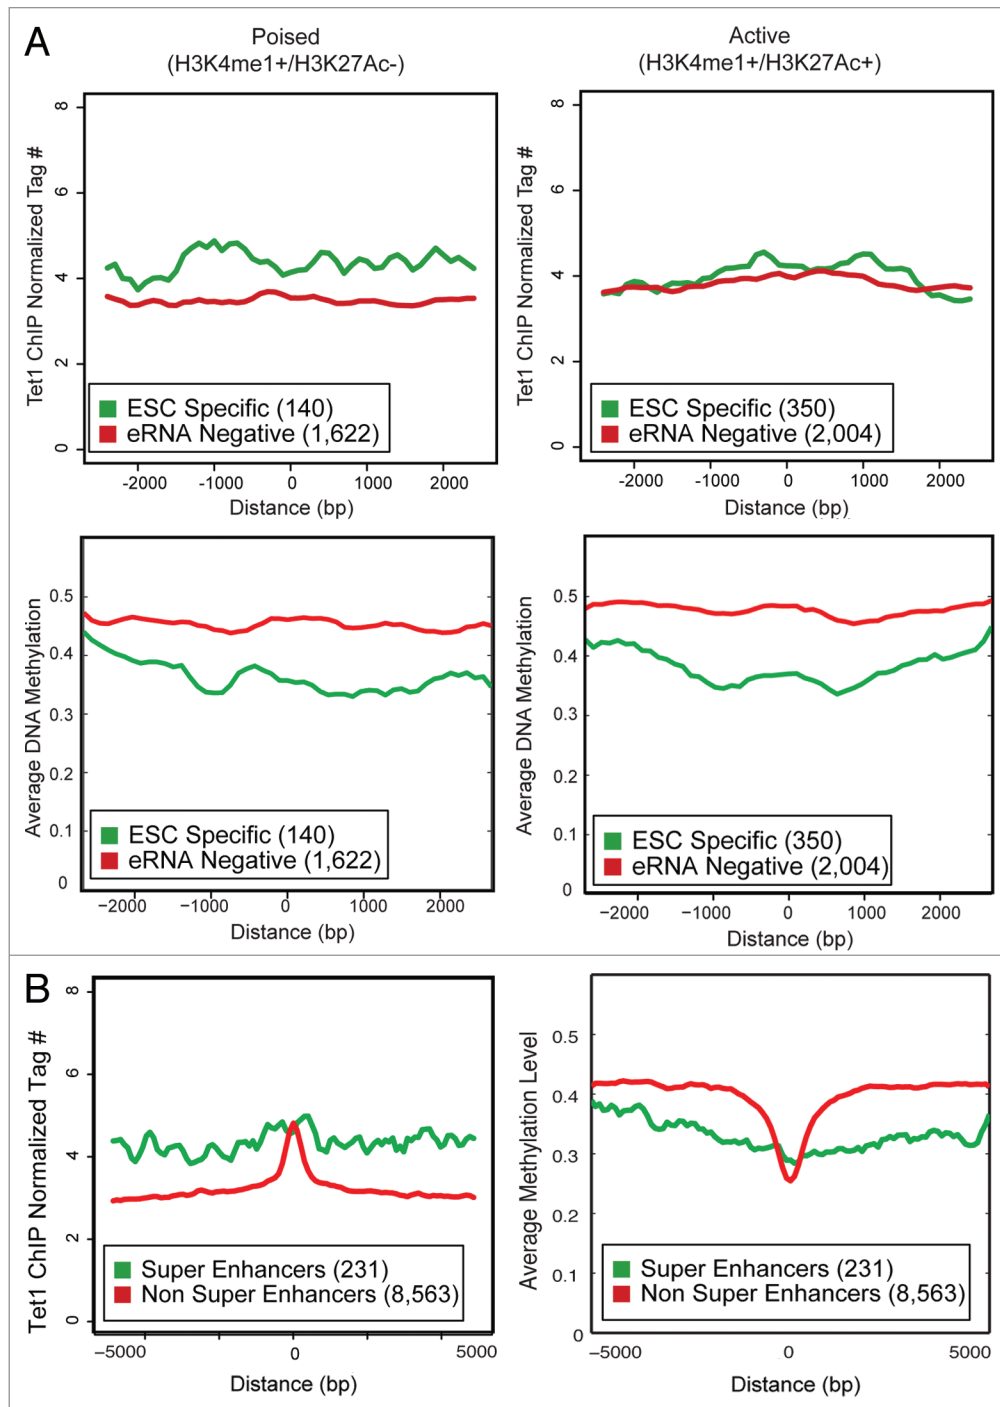 A
Poised
(H3K4me1+/H3K27Ac-)
Active
(H3K4me1+/H3K27Ac+)
Tet1 ChIP Normalized Tag #
8
6
4
2
0
ESC Specific (140)
eRNA Negative (1,622)
-2000 -1000 0 1000 2000
Distance (bp)
Tet1 ChIP Normalized Tag #
8
6
4
2
0
ESC Specific (350)
eRNA Negative (2,004)
-2000 -1000 0 1000 2000
Distance (bp)
Average DNA Methylation
0.5
0.4
0.3
0.2
0.1
0
ESC Specific (140)
eRNA Negative (1,622)
−2000 −1000 0 1000 2000
Distance (bp)
Average DNA Methylation
0.5
0.4
0.3
0.2
0.1
0
ESC Specific (350)
eRNA Negative (2,004)
−2000 −1000 0 1000 2000
Distance (bp)
B
Tet1 ChIP Normalized Tag #
8
6
4
2
0
Super Enhancers (231)
Non Super Enhancers (8,563)
−5000 0 5000
Distance (bp)
Average Methylation Level
0.5
0.4
0.3
0.2
0.1
0
Super Enhancers (231)
Non Super Enhancers (8,563)
−5000 0 5000
Distance (bp)